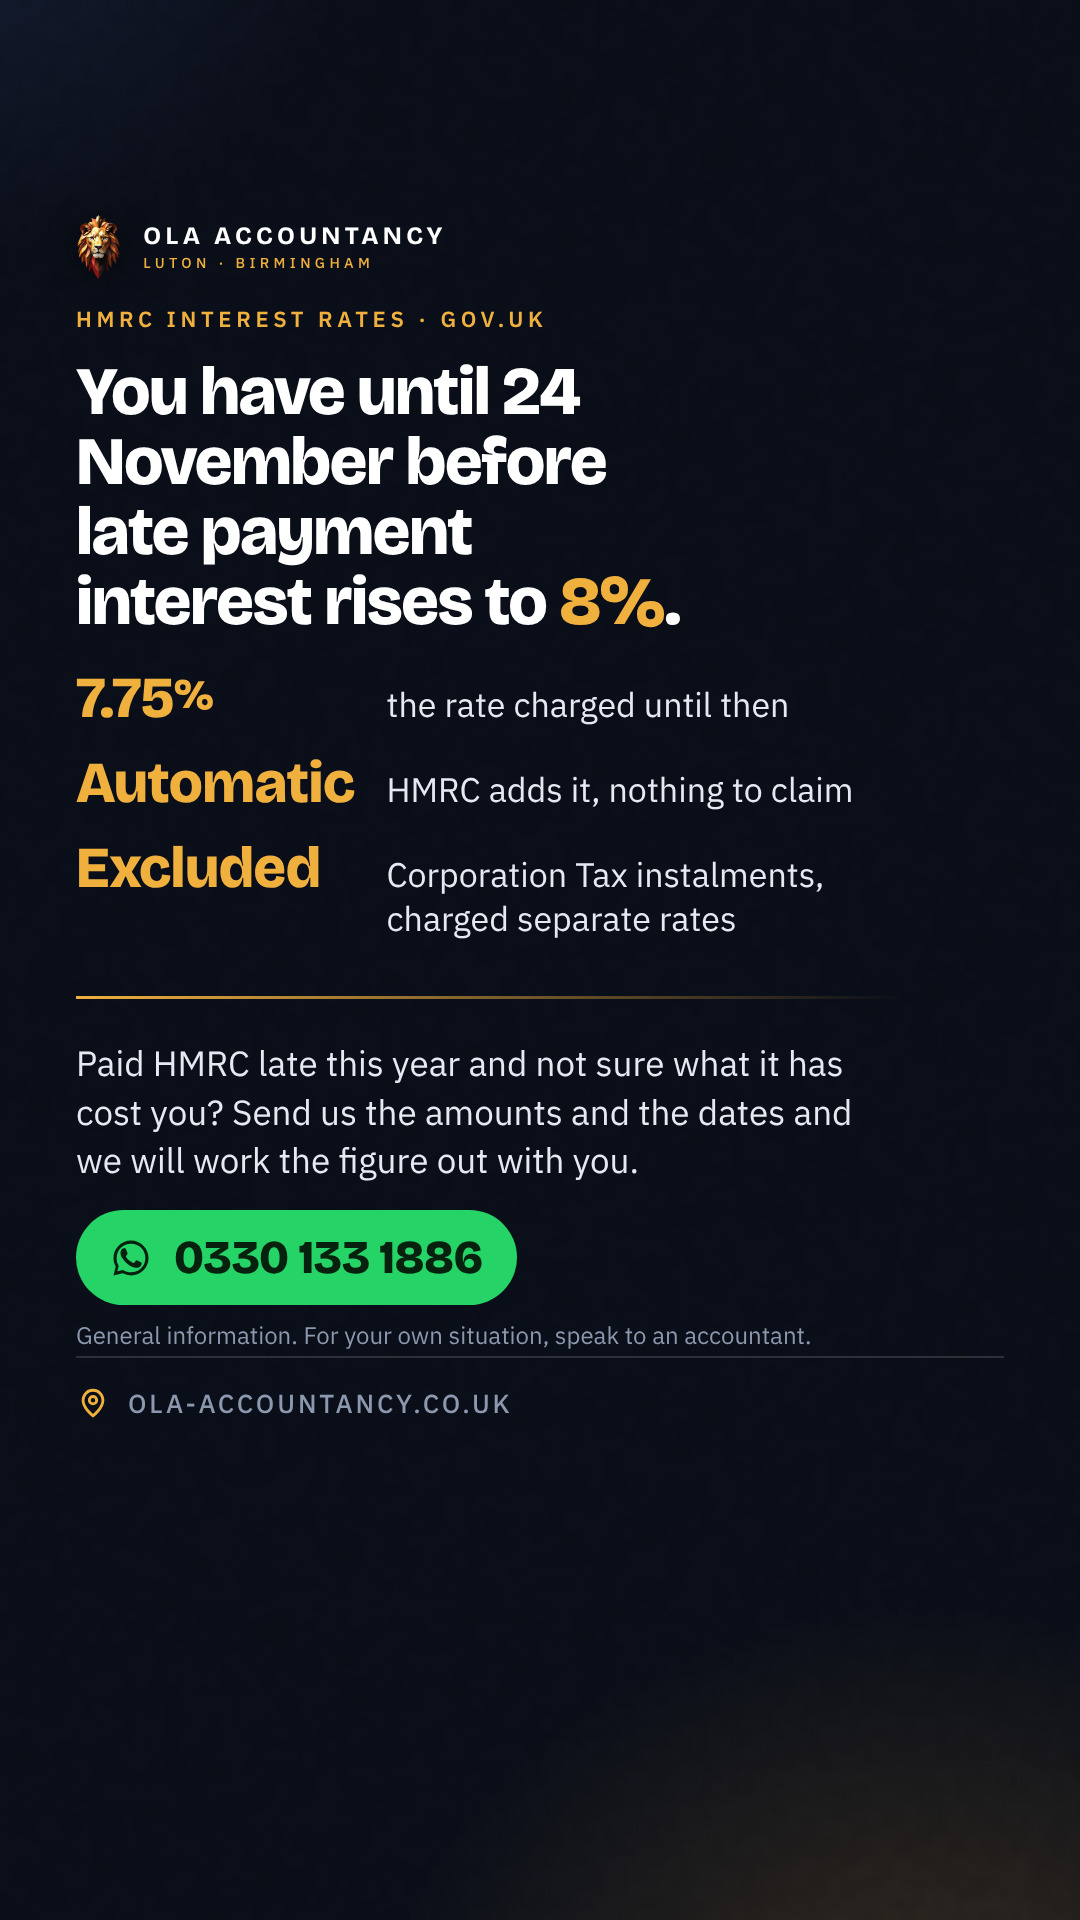 OLA ACCOUNTANCY
LUTON · BIRMINGHAM
HMRC INTEREST RATES · GOV.UK
You have until 24
November before
late payment
interest rises to 8%.
7.75% the rate charged until then
Automatic HMRC adds it, nothing to claim
Excluded Corporation Tax instalments,
charged separate rates
Paid HMRC late this year and not sure what it has
cost you? Send us the amounts and the dates and
we will work the figure out with you.
0330 133 1886
General information. For your own situation, speak to an accountant.
OLA-ACCOUNTANCY.CO.UK